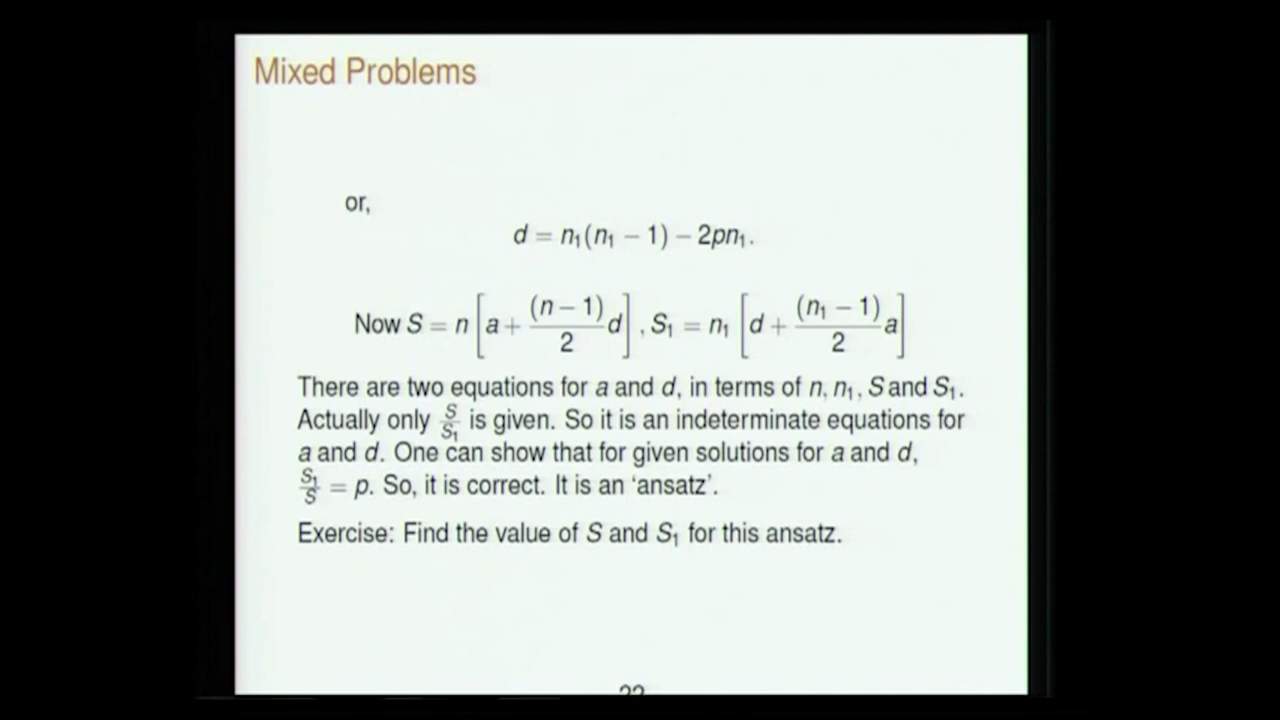 Mixed Problems
or,
d = n₁(n₁ − 1) − 2pn₁.
Now S = n [a + (n − 1)/2 d], S₁ = n₁ [d + (n₁ − 1)/2 a]
There are two equations for a and d, in terms of n, n₁, S and S₁.
Actually only S/S₁ is given. So it is an indeterminate equations for
a and d. One can show that for given solutions for a and d,
S₁/S = p. So, it is correct. It is an ‘ansatz’.
Exercise: Find the value of S and S₁ for this ansatz.